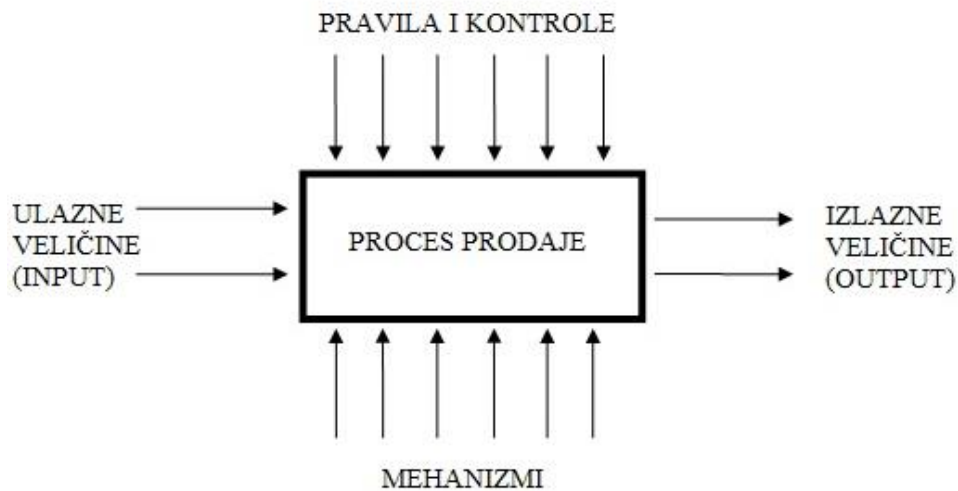 PRAVILA I KONTROLE
ULAZNE
VELIČINE
(INPUT)
PROCES PRODAJE
IZLAZNE
VELIČINE
(OUTPUT)
MEHANIZMI